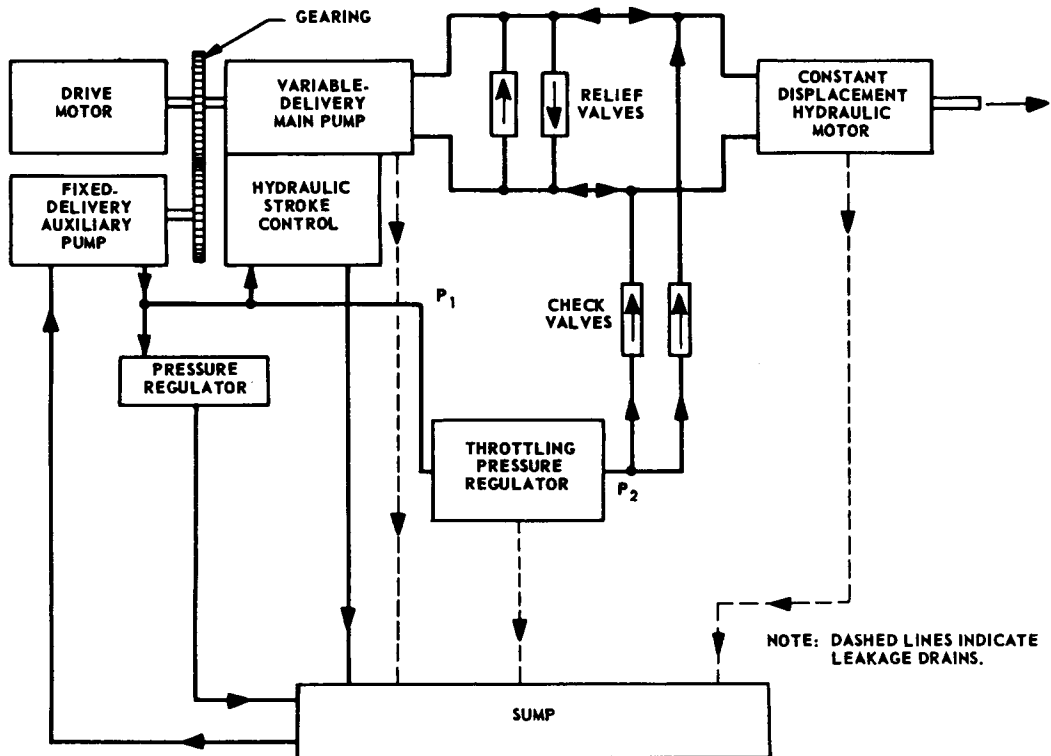 GEARING
DRIVE
MOTOR
VARIABLE-
DELIVERY
MAIN PUMP
RELIEF
VALVES
CONSTANT
DISPLACEMENT
HYDRAULIC
MOTOR
FIXED-
DELIVERY
AUXILIARY
PUMP
HYDRAULIC
STROKE
CONTROL
P1
CHECK
VALVES
PRESSURE
REGULATOR
THROTTLING
PRESSURE
REGULATOR
P2
NOTE: DASHED LINES INDICATE
LEAKAGE DRAINS.
SUMP